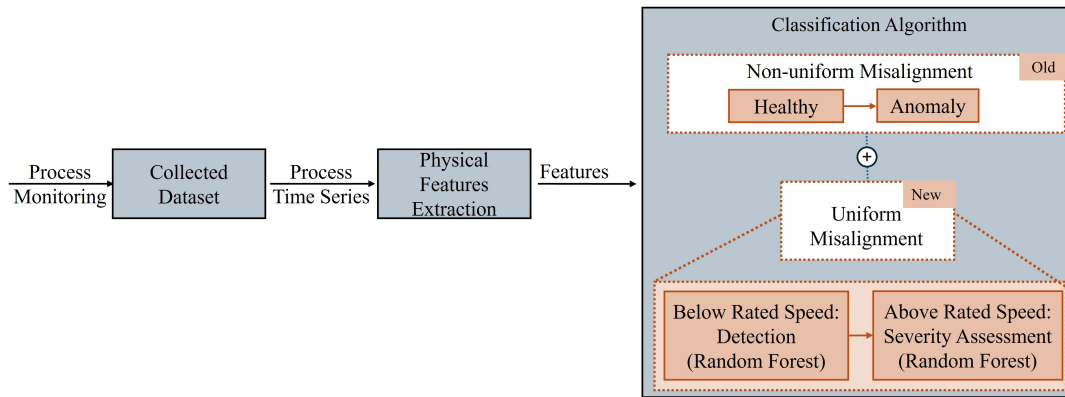 Process
Monitoring
Collected
Dataset
Process
Time Series
Physical
Features
Extraction
Features
Classification Algorithm
Old
Non-uniform Misalignment
Healthy
Anomaly
+
New
Uniform
Misalignment
Below Rated Speed:
Detection
(Random Forest)
Above Rated Speed:
Severity Assessment
(Random Forest)